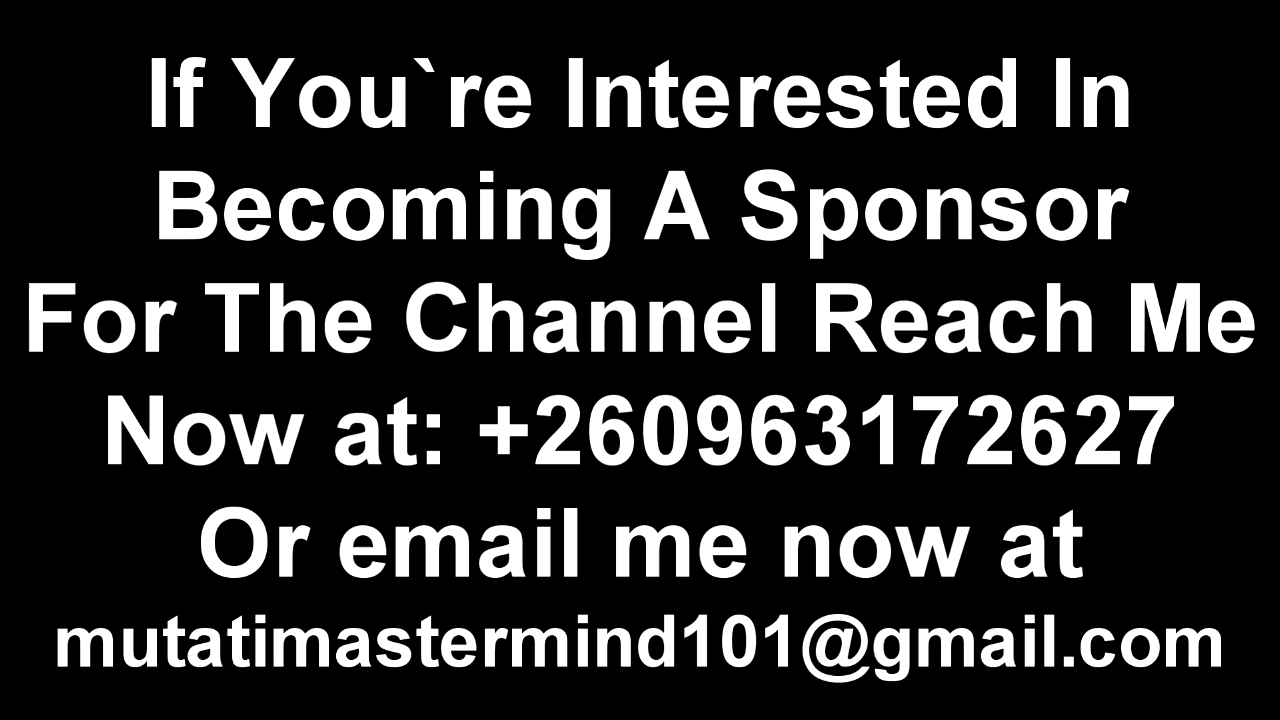 If You`re Interested In
Becoming A Sponsor
For The Channel Reach Me
Now at: +260963172627
Or email me now at
mutatimastermind101@gmail.com